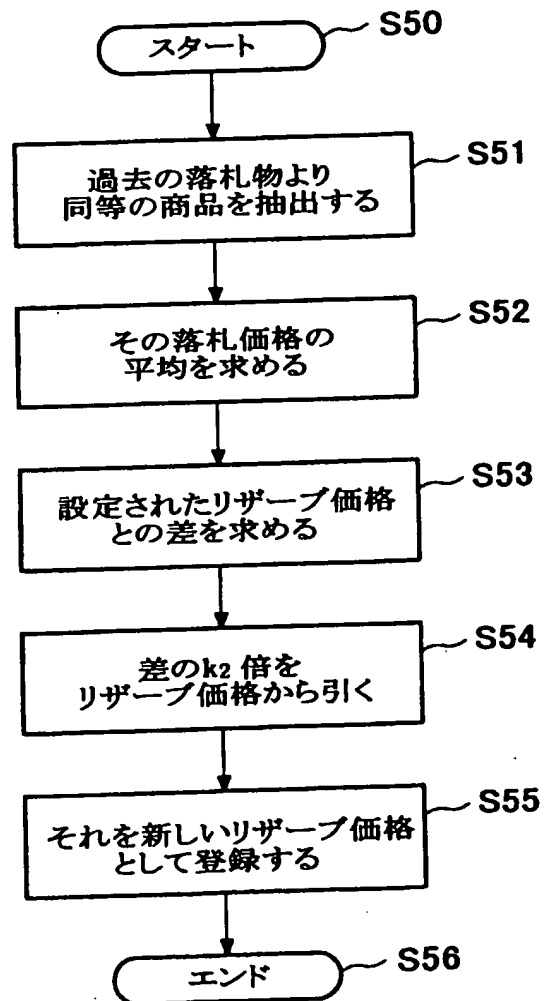 スタート
S50
過去の落札物より
同等の商品を抽出する
S51
その落札価格の
平均を求める
S52
設定されたリザーブ価格
との差を求める
S53
差のk2 倍を
リザーブ価格から引く
S54
それを新しいリザーブ価格
として登録する
S55
エンド
S56